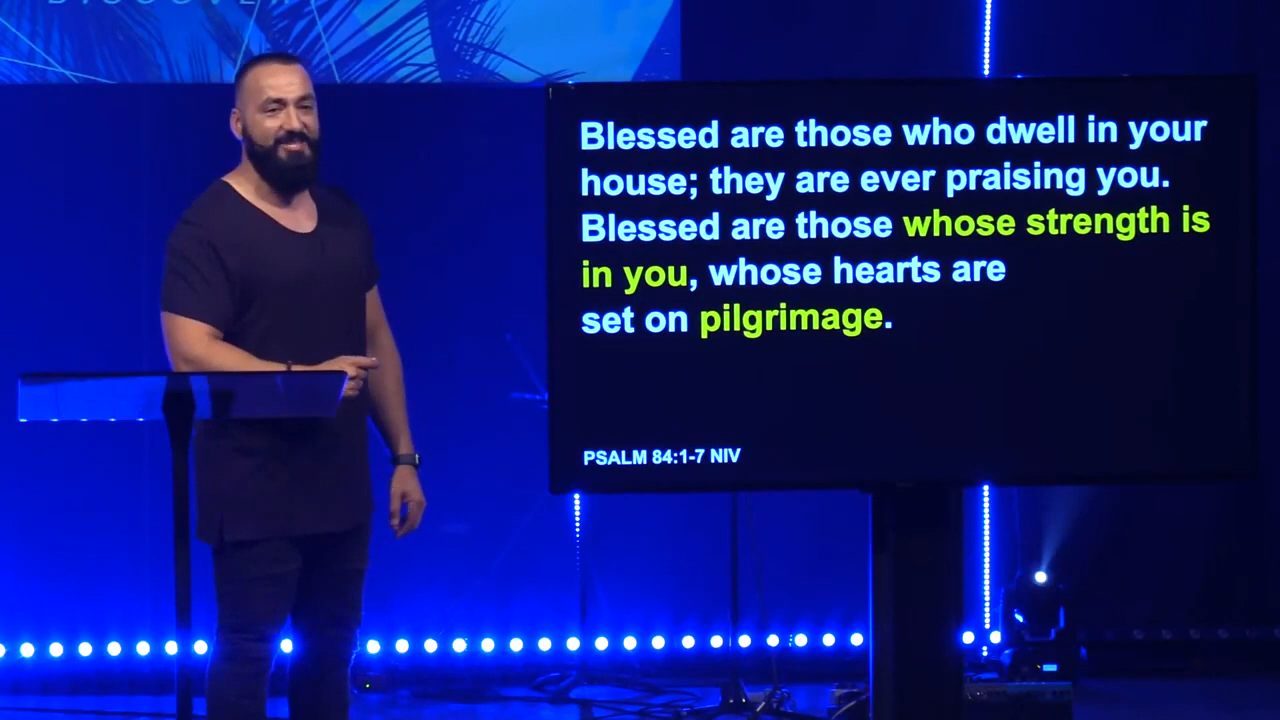 DISCOVER
Blessed are those who dwell in your
house; they are ever praising you.
Blessed are those whose strength is
in you, whose hearts are
set on pilgrimage.
PSALM 84:1-7 NIV